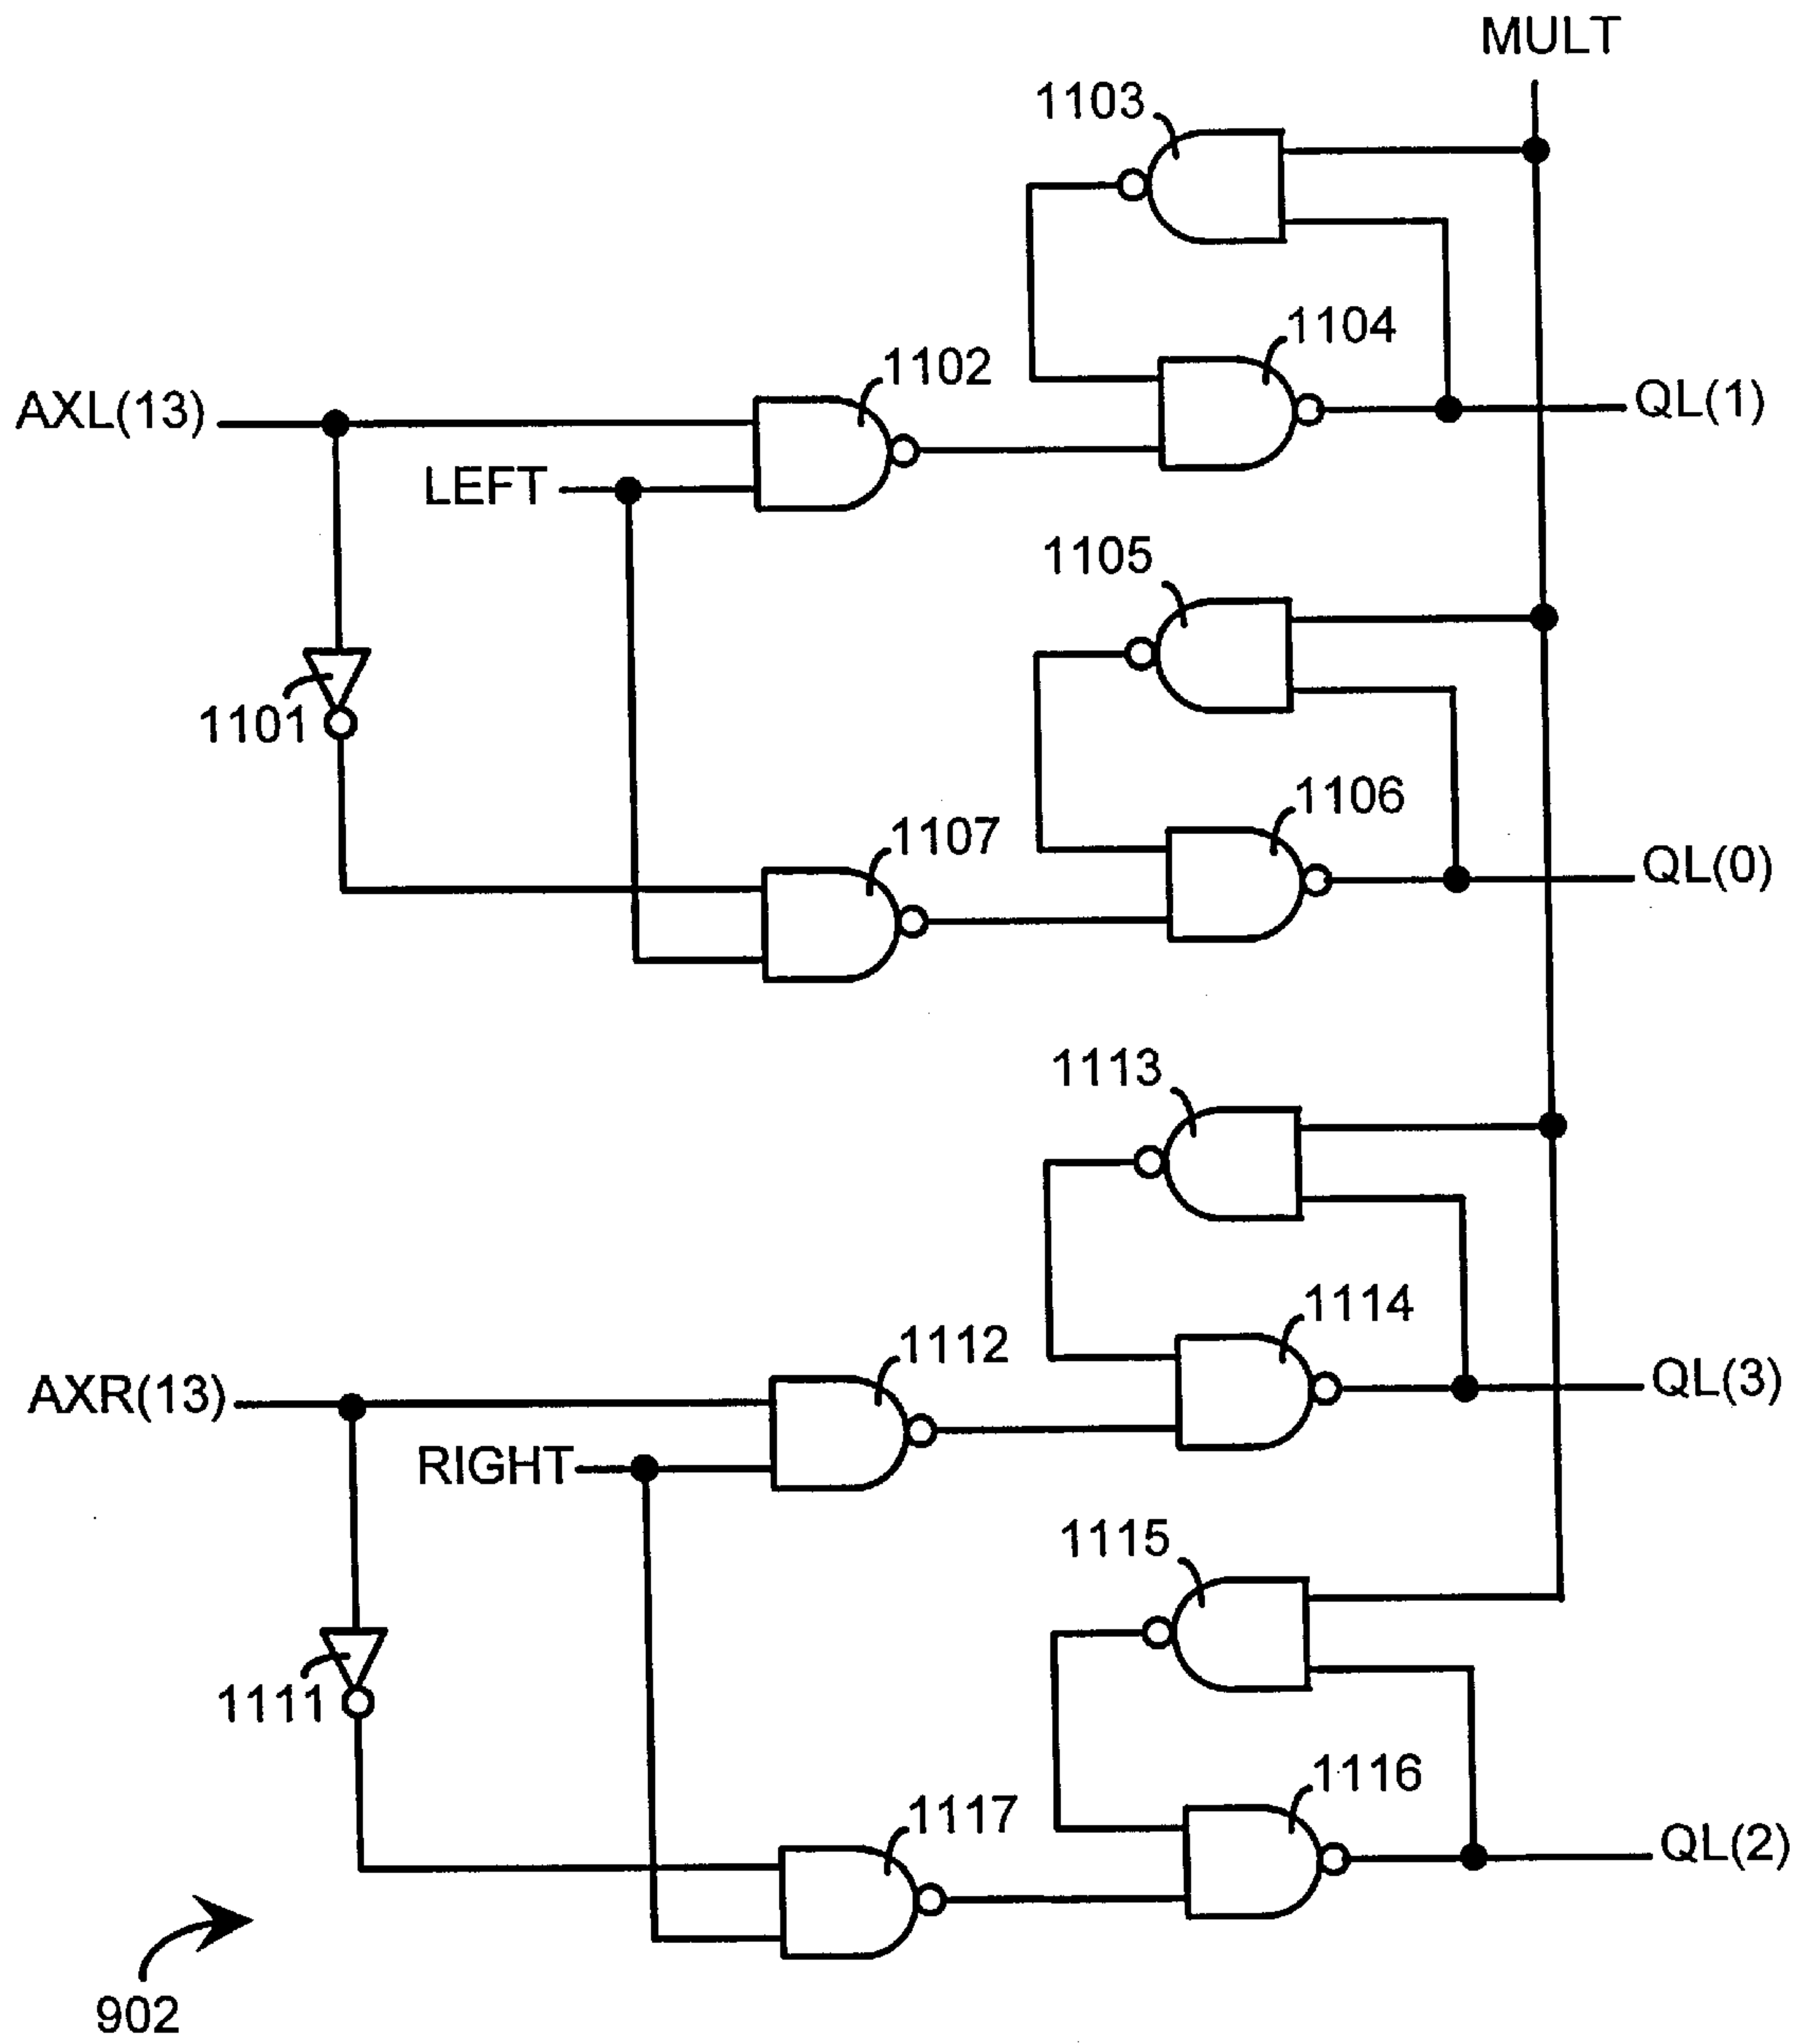 MULT
1103
1104
1102
AXL(13)
QL(1)
LEFT
1105
1101
1106
1107
QL(0)
1113
1114
1112
AXR(13)
QL(3)
RIGHT
1115
1111
1116
1117
QL(2)
902